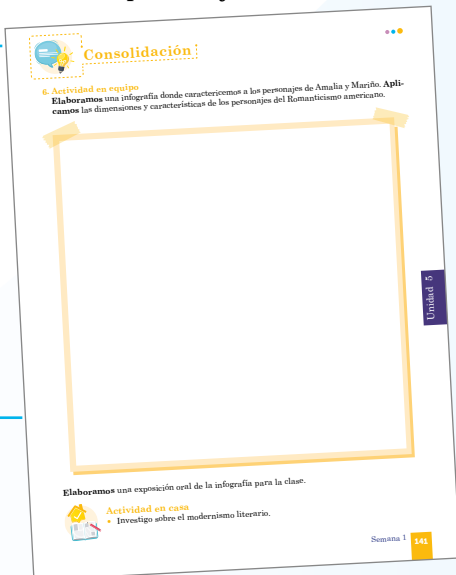 Consolidación
6. Actividad en equipo
Elaboramos una infografía donde caractericemos a los personajes de Amalia y Mariño. Apli-
camos las dimensiones y características de los personajes del Romanticismo americano.
Unidad 5
Elaboramos una exposición oral de la infografía para la clase.
Actividad en casa
• Investigo sobre el modernismo literario.
Semana 1 141